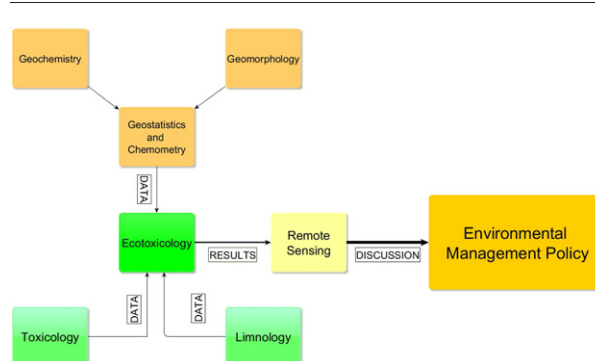 Geochemistry
Geomorphology
Geostatistics
and
Chemometry
DATA
Ecotoxicology
RESULTS
Remote
Sensing
DISCUSSION
Environmental
Management Policy
DATA
DATA
Toxicology
Limnology